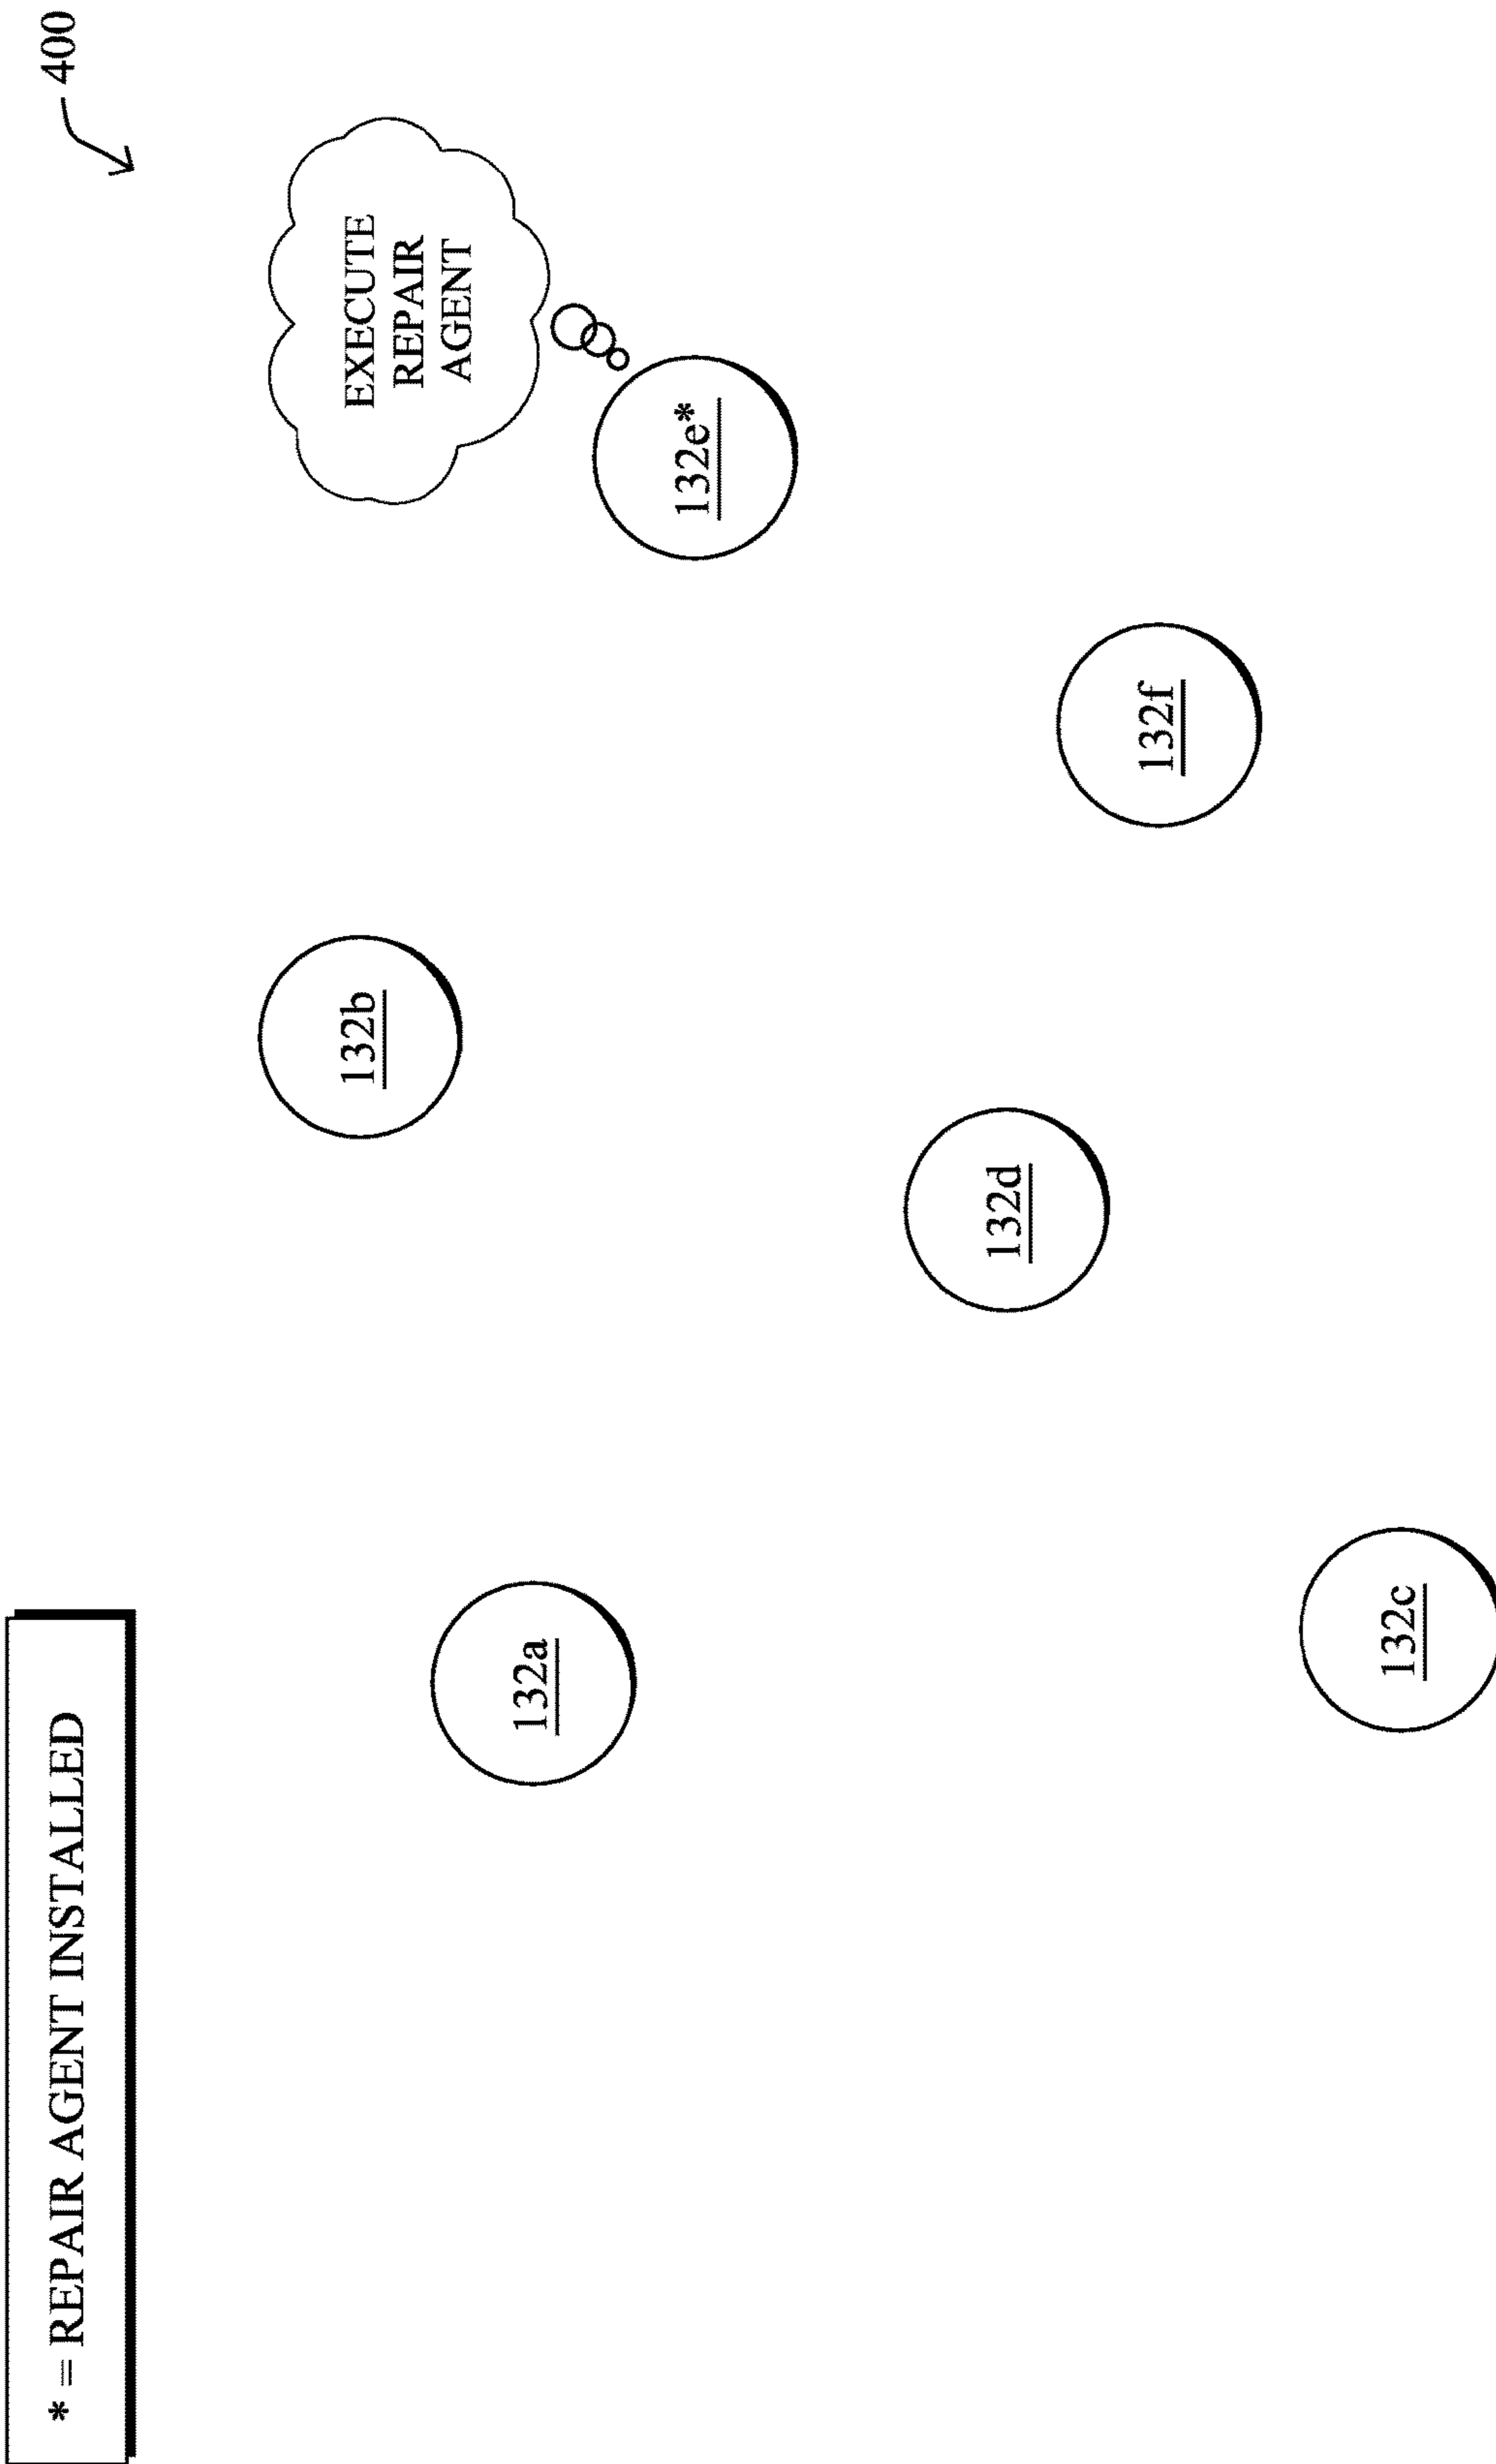 * = REPAIR AGENT INSTALLED
400
EXECUTE
REPAIR
AGENT
132b
132e*
132a
132d
132f
132c